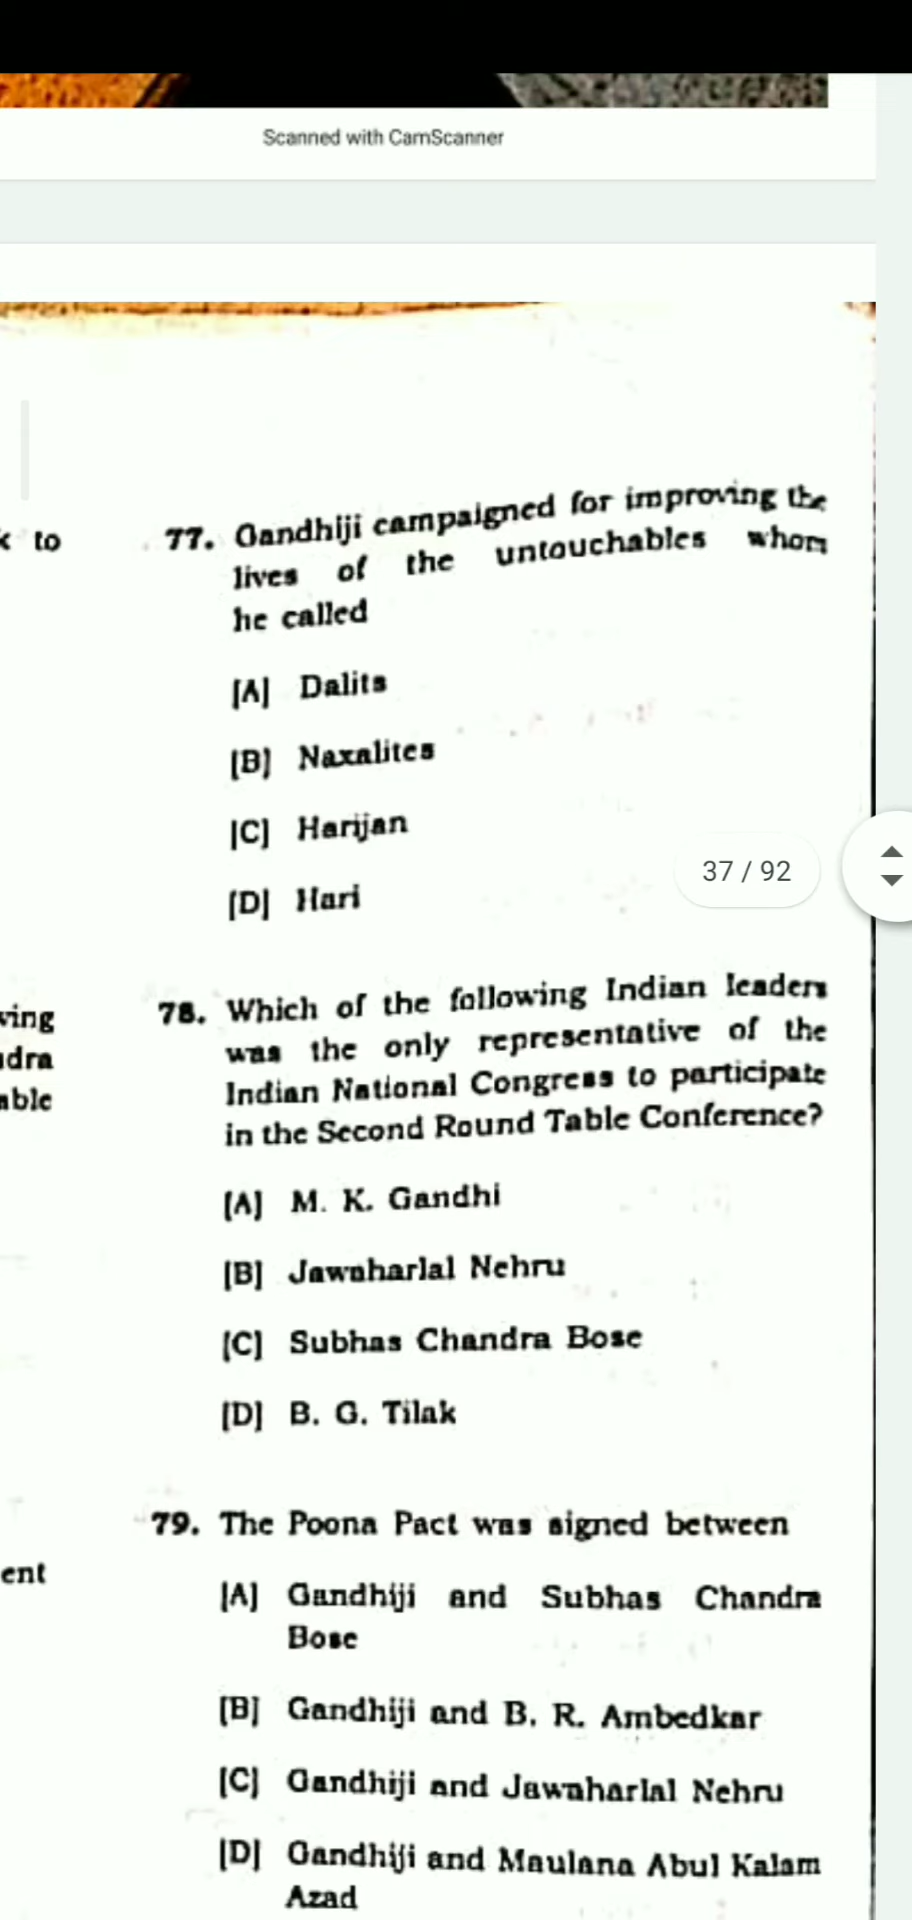 Scanned with CamScanner
k to
77. Gandhiji campaigned for improving the
lives of the untouchables whom
he called
[A] Dalits
[B] Naxalites
[C] Harijan
[D] Hari
37 / 92
ving
adra
able
78. Which of the following Indian leaders
was the only representative of the
Indian National Congress to participate
in the Second Round Table Conference?
[A] M. K. Gandhi
[B] Jawaharlal Nehru
[C] Subhas Chandra Bose
[D] B. G. Tilak
79. The Poona Pact was signed between
ent
[A] Gandhiji and Subhas Chandra
Bose
[B] Gandhiji and B. R. Ambedkar
[C] Gandhiji and Jawaharlal Nehru
[D] Gandhiji and Maulana Abul Kalam
Azad